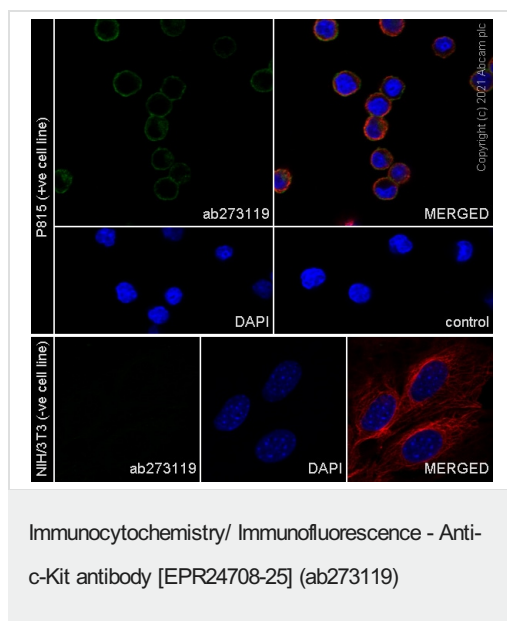 P815 (+ve cell line)
ab273119
MERGED
Copyright (c) 2021 Abcam plc
DAPI
control
NIH/3T3 (-ve cell line)
ab273119
DAPI
MERGED
Immunocytochemistry/ Immunofluorescence - Anti-
c-Kit antibody [EPR24708-25] (ab273119)